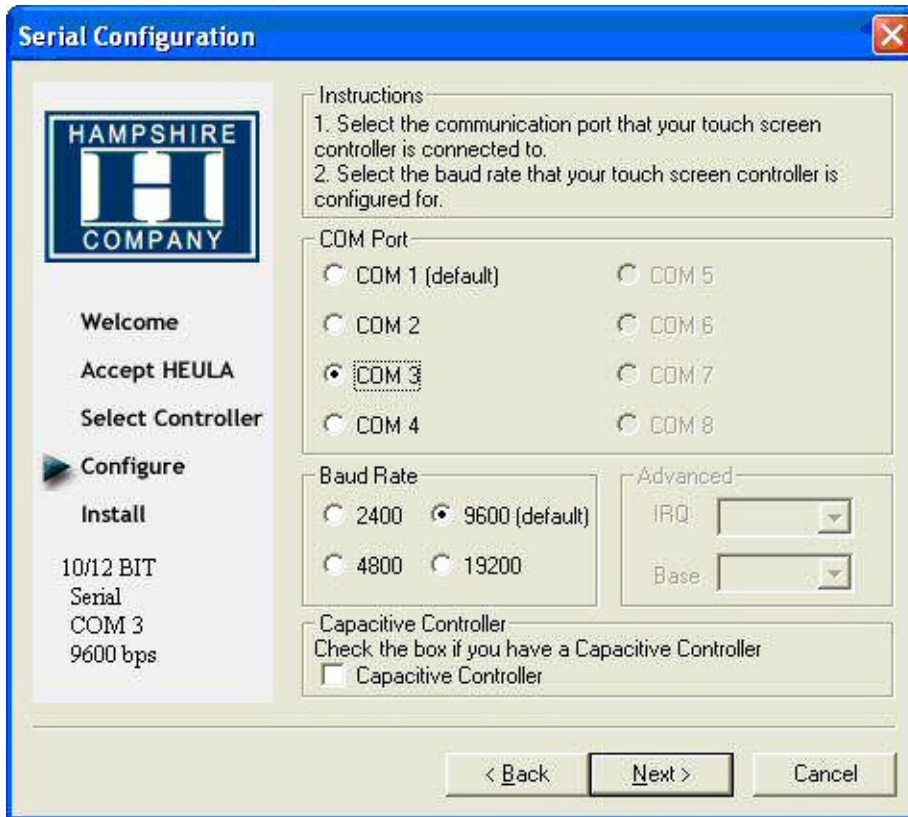 Serial Configuration
HAMPSHIRE
H
COMPANY
Welcome
Accept HEULA
Select Controller
Configure
Install
10/12 BIT
Serial
COM 3
9600 bps
Instructions
1. Select the communication port that your touch screen
controller is connected to.
2. Select the baud rate that your touch screen controller is
configured for.
COM Port
COM 1 (default)
COM 5
COM 2
COM 6
COM 3
COM 7
COM 4
COM 8
Baud Rate
2400
9600 (default)
4800
19200
Advanced
IRQ
Base
Capacitive Controller
Check the box if you have a Capacitive Controller
Capacitive Controller
< Back
Next >
Cancel